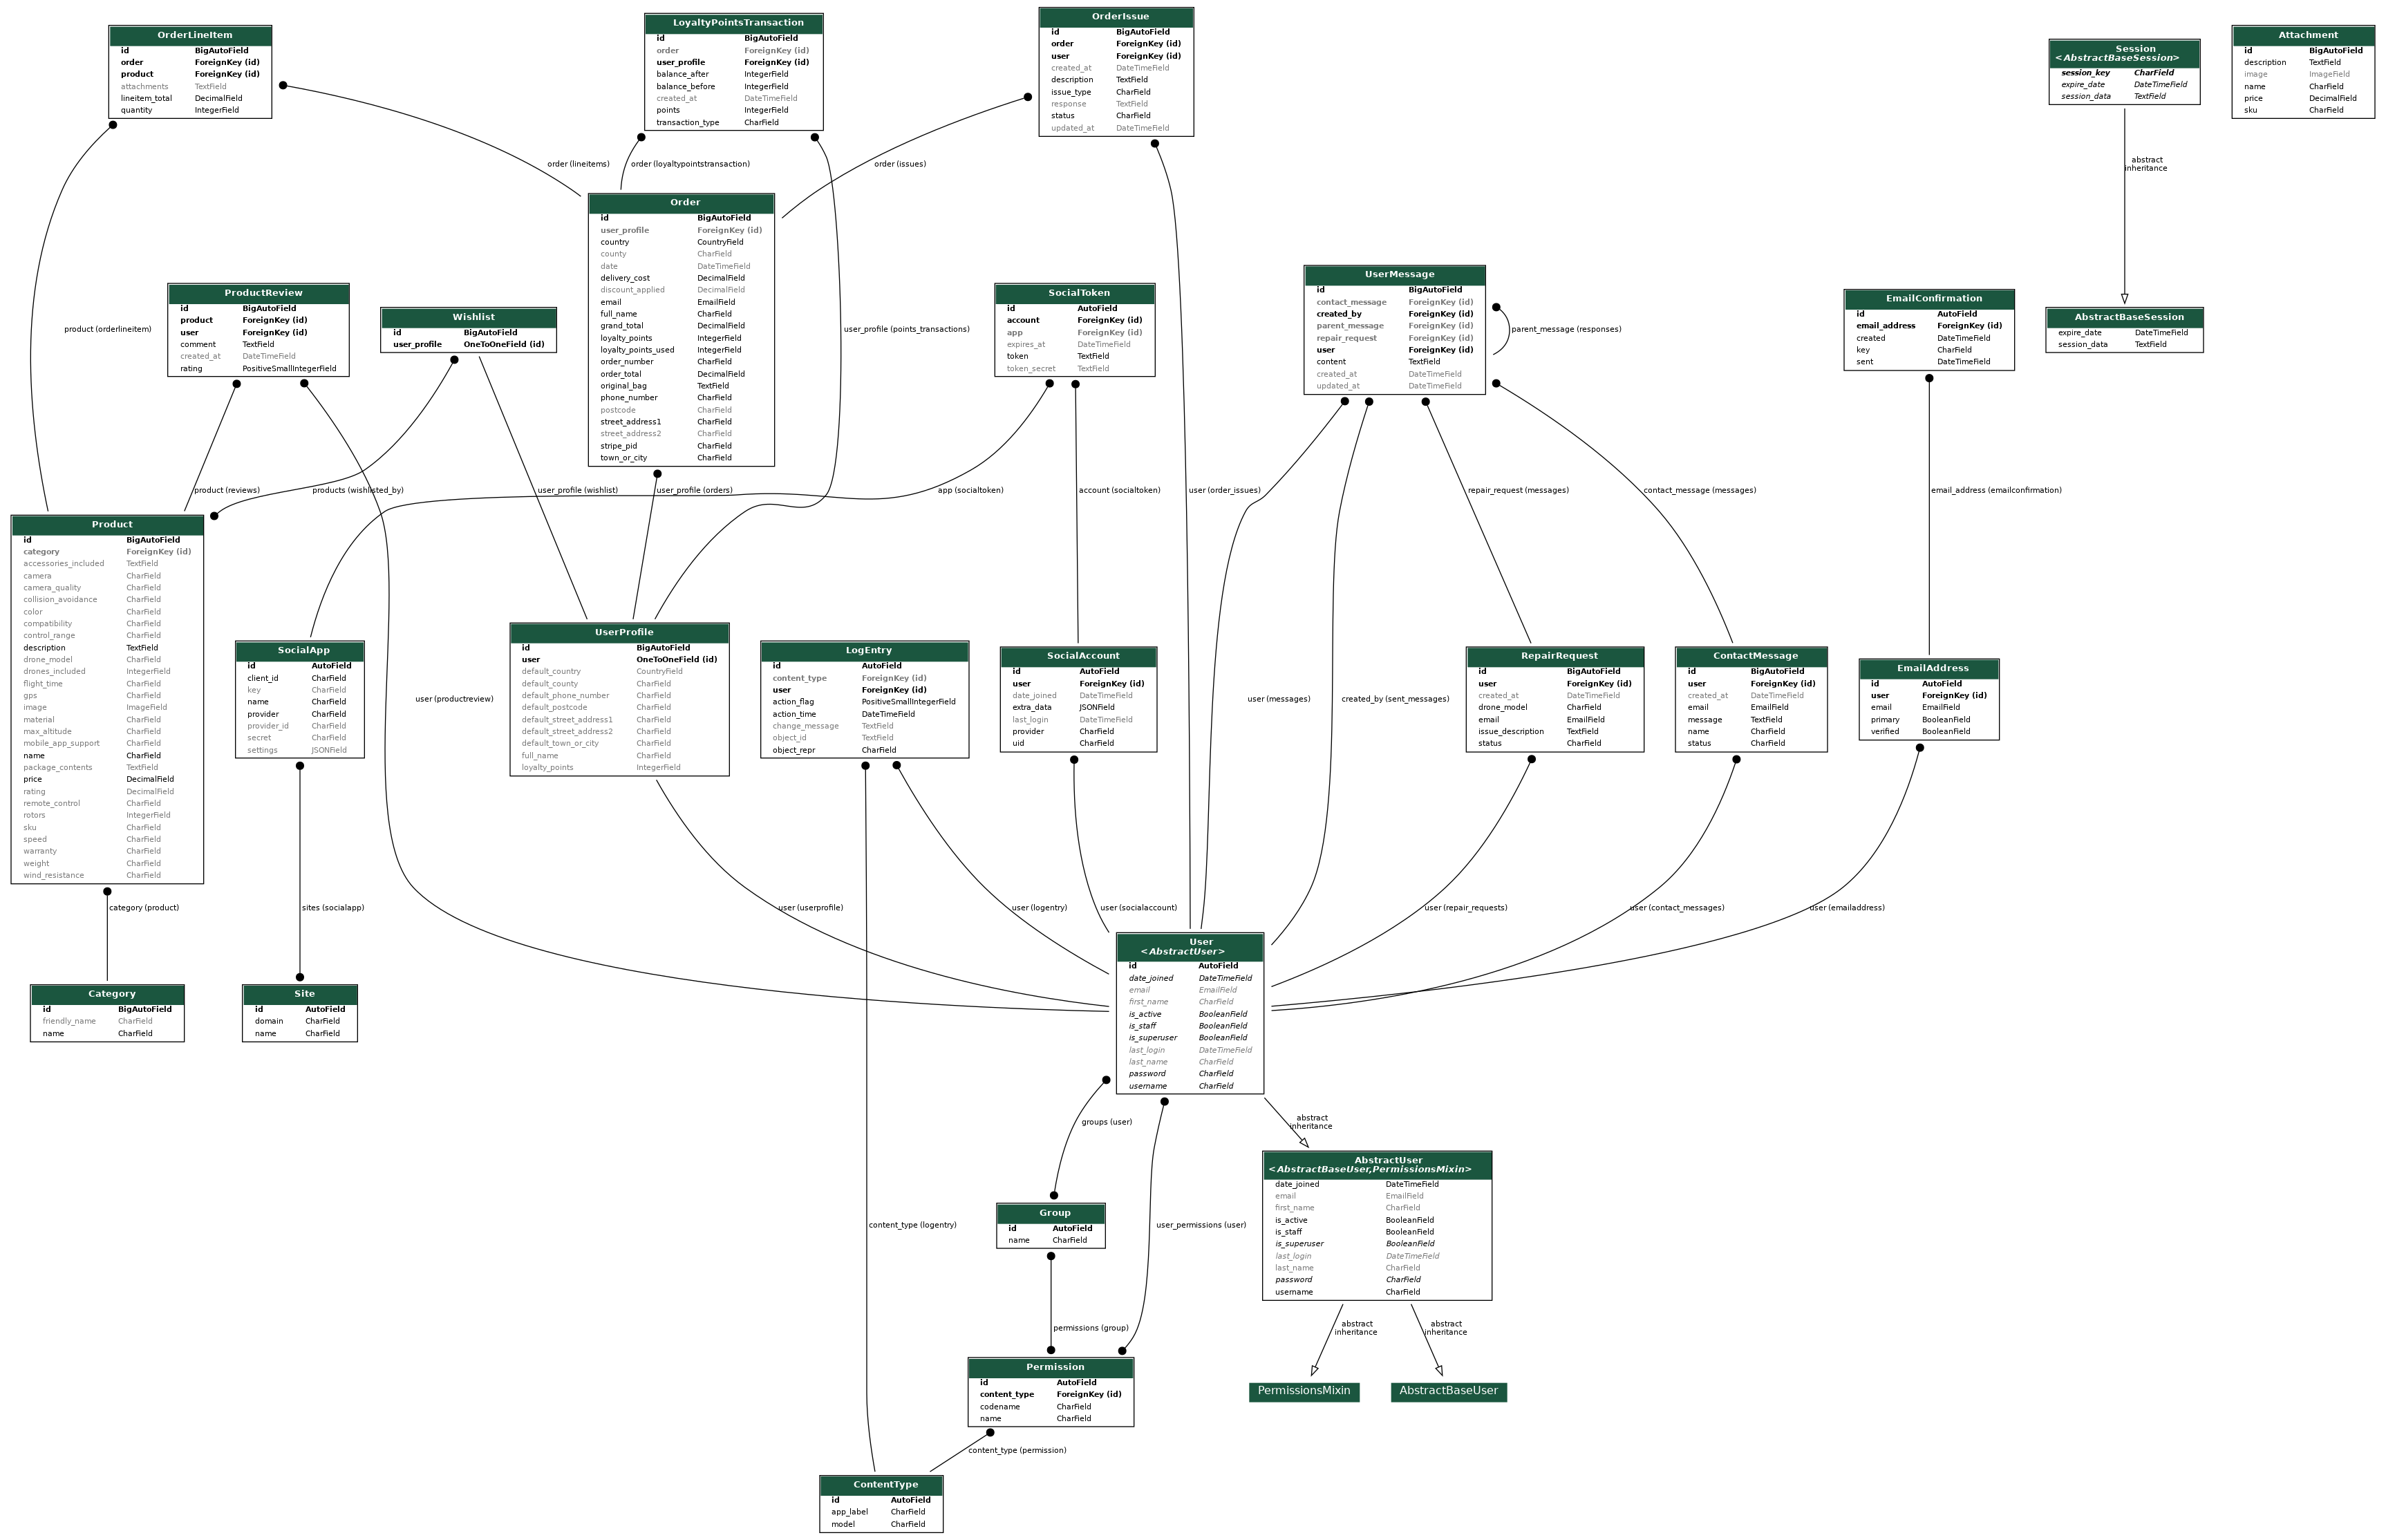 OrderLineItem
id BigAutoField
order ForeignKey (id)
product ForeignKey (id)
attachments TextField
lineitem_total DecimalField
quantity IntegerField
LoyaltyPointsTransaction
id BigAutoField
order ForeignKey (id)
user_profile ForeignKey (id)
balance_after IntegerField
balance_before IntegerField
created_at DateTimeField
points IntegerField
transaction_type CharField
OrderIssue
id BigAutoField
order ForeignKey (id)
user ForeignKey (id)
created_at DateTimeField
description TextField
issue_type CharField
response TextField
status CharField
updated_at DateTimeField
Session
<AbstractBaseSession>
session_key CharField
expire_date DateTimeField
session_data TextField
Attachment
id BigAutoField
description TextField
image ImageField
name CharField
price DecimalField
sku CharField
order (lineitems)
order (loyaltypointstransaction)
order (issues)
abstract
inheritance
Order
id BigAutoField
user_profile ForeignKey (id)
country CountryField
county CharField
date DateTimeField
delivery_cost DecimalField
discount_applied DecimalField
email EmailField
full_name CharField
grand_total DecimalField
loyalty_points IntegerField
loyalty_points_used IntegerField
order_number CharField
order_total DecimalField
original_bag TextField
phone_number CharField
postcode CharField
street_address1 CharField
street_address2 CharField
stripe_pid CharField
town_or_city CharField
product (orderlineitem)
ProductReview
id BigAutoField
product ForeignKey (id)
user ForeignKey (id)
comment TextField
created_at DateTimeField
rating PositiveSmallIntegerField
Wishlist
id BigAutoField
user_profile OneToOneField (id)
user_profile (points_transactions)
SocialToken
id AutoField
account ForeignKey (id)
app ForeignKey (id)
expires_at DateTimeField
token TextField
token_secret TextField
UserMessage
id BigAutoField
contact_message ForeignKey (id)
created_by ForeignKey (id)
parent_message ForeignKey (id)
repair_request ForeignKey (id)
user ForeignKey (id)
content TextField
created_at DateTimeField
updated_at DateTimeField
parent_message (responses)
EmailConfirmation
id AutoField
email_address ForeignKey (id)
created DateTimeField
key CharField
sent DateTimeField
AbstractBaseSession
expire_date DateTimeField
session_data TextField
product (reviews)
products (wishlisted_by)
user_profile (wishlist)
user_profile (orders)
app (socialtoken)
account (socialtoken)
user (order_issues)
repair_request (messages)
contact_message (messages)
email_address (emailconfirmation)
Product
id BigAutoField
category ForeignKey (id)
accessories_included TextField
camera CharField
camera_quality CharField
collision_avoidance CharField
color CharField
compatibility CharField
control_range CharField
description TextField
drone_model CharField
drones_included IntegerField
flight_time CharField
gps CharField
image ImageField
material CharField
max_altitude CharField
mobile_app_support CharField
name CharField
package_contents TextField
price DecimalField
rating DecimalField
remote_control CharField
rotors IntegerField
sku CharField
speed CharField
warranty CharField
weight CharField
wind_resistance CharField
SocialApp
id AutoField
client_id CharField
key CharField
name CharField
provider CharField
provider_id CharField
secret CharField
settings JSONField
user (productreview)
UserProfile
id BigAutoField
user OneToOneField (id)
default_country CountryField
default_county CharField
default_phone_number CharField
default_postcode CharField
default_street_address1 CharField
default_street_address2 CharField
default_town_or_city CharField
full_name CharField
loyalty_points IntegerField
LogEntry
id AutoField
content_type ForeignKey (id)
user ForeignKey (id)
action_flag PositiveSmallIntegerField
action_time DateTimeField
change_message TextField
object_id TextField
object_repr CharField
SocialAccount
id AutoField
user ForeignKey (id)
date_joined DateTimeField
extra_data JSONField
last_login DateTimeField
provider CharField
uid CharField
user (messages)
created_by (sent_messages)
RepairRequest
id BigAutoField
user ForeignKey (id)
created_at DateTimeField
drone_model CharField
email EmailField
issue_description TextField
status CharField
ContactMessage
id BigAutoField
user ForeignKey (id)
created_at DateTimeField
email EmailField
message TextField
name CharField
status CharField
EmailAddress
id AutoField
user ForeignKey (id)
email EmailField
primary BooleanField
verified BooleanField
category (product)
sites (socialapp)
user (userprofile)
user (logentry)
user (socialaccount)
user (repair_requests)
user (contact_messages)
user (emailaddress)
Category
id BigAutoField
friendly_name CharField
name CharField
Site
id AutoField
domain CharField
name CharField
User
<AbstractUser>
id AutoField
date_joined DateTimeField
email EmailField
first_name CharField
is_active BooleanField
is_staff BooleanField
is_superuser BooleanField
last_login DateTimeField
last_name CharField
password CharField
username CharField
groups (user)
abstract
inheritance
AbstractUser
<AbstractBaseUser,PermissionsMixin>
date_joined DateTimeField
email EmailField
first_name CharField
is_active BooleanField
is_staff BooleanField
is_superuser BooleanField
last_login DateTimeField
last_name CharField
password CharField
username CharField
Group
id AutoField
name CharField
content_type (logentry)
user_permissions (user)
permissions (group)
abstract
inheritance
abstract
inheritance
Permission
id AutoField
content_type ForeignKey (id)
codename CharField
name CharField
PermissionsMixin
AbstractBaseUser
content_type (permission)
ContentType
id AutoField
app_label CharField
model CharField